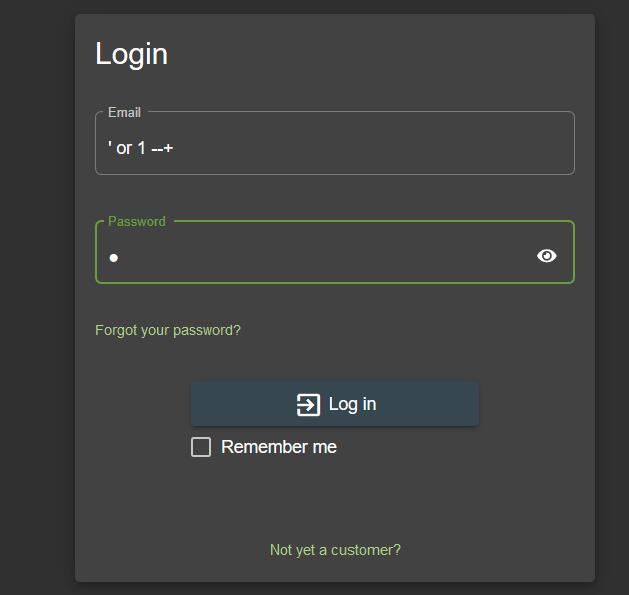 Login
Email
' or 1 --+
Password
Forgot your password?
Log in
Remember me
Not yet a customer?